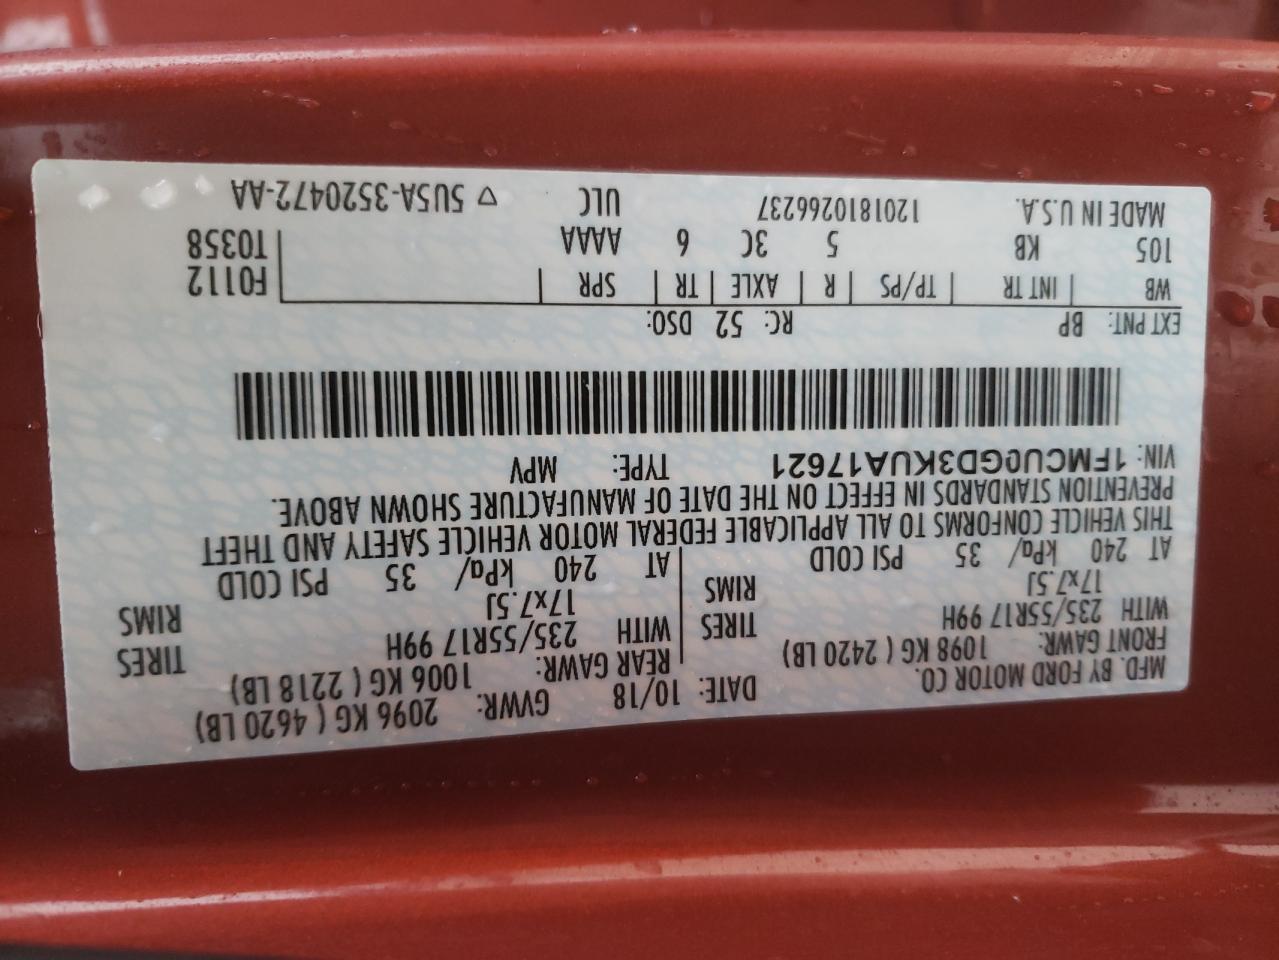 MFD. BY FORD MOTOR CO. DATE: 10/18 GVWR: 2096 KG ( 4620 LB)
FRONT GAWR: 1098 KG ( 2420 LB) REAR GAWR: 1006 KG ( 2218 LB)
WITH 235/55R17 99H TIRES WITH 235/55R17 99H TIRES
17x7.5J RIMS 17x7.5J RIMS
AT 240 kPa/ 35 PSI COLD AT 240 kPa/ 35 PSI COLD
THIS VEHICLE CONFORMS TO ALL APPLICABLE FEDERAL MOTOR VEHICLE SAFETY AND THEFT
PREVENTION STANDARDS IN EFFECT ON THE DATE OF MANUFACTURE SHOWN ABOVE.
VIN: 1FMCU0GD3KUA17621 TYPE: MPV
EXT PNT: BP RC: 52 DSO:
WB INT TR TP/PS R AXLE TR SPR F0112
105 KB 5 3C 6 AAAA T0358
MADE IN U.S.A. 1201810266237 ULC ▽ 5U5A-3520472-AA